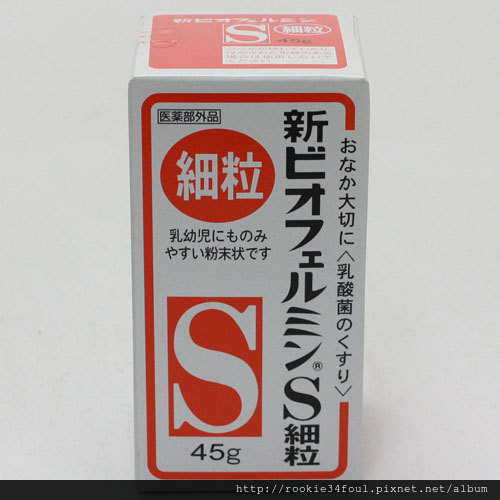 新ビオフェルミン
S
細粒
45g
医薬部外品
細粒
乳幼児にものみ
やすい粉末状です
S
45g
新ビオフェルミン®S細粒
おなか大切に〈乳酸菌のくすり〉
http://rookie34foul.pixnet.net/album